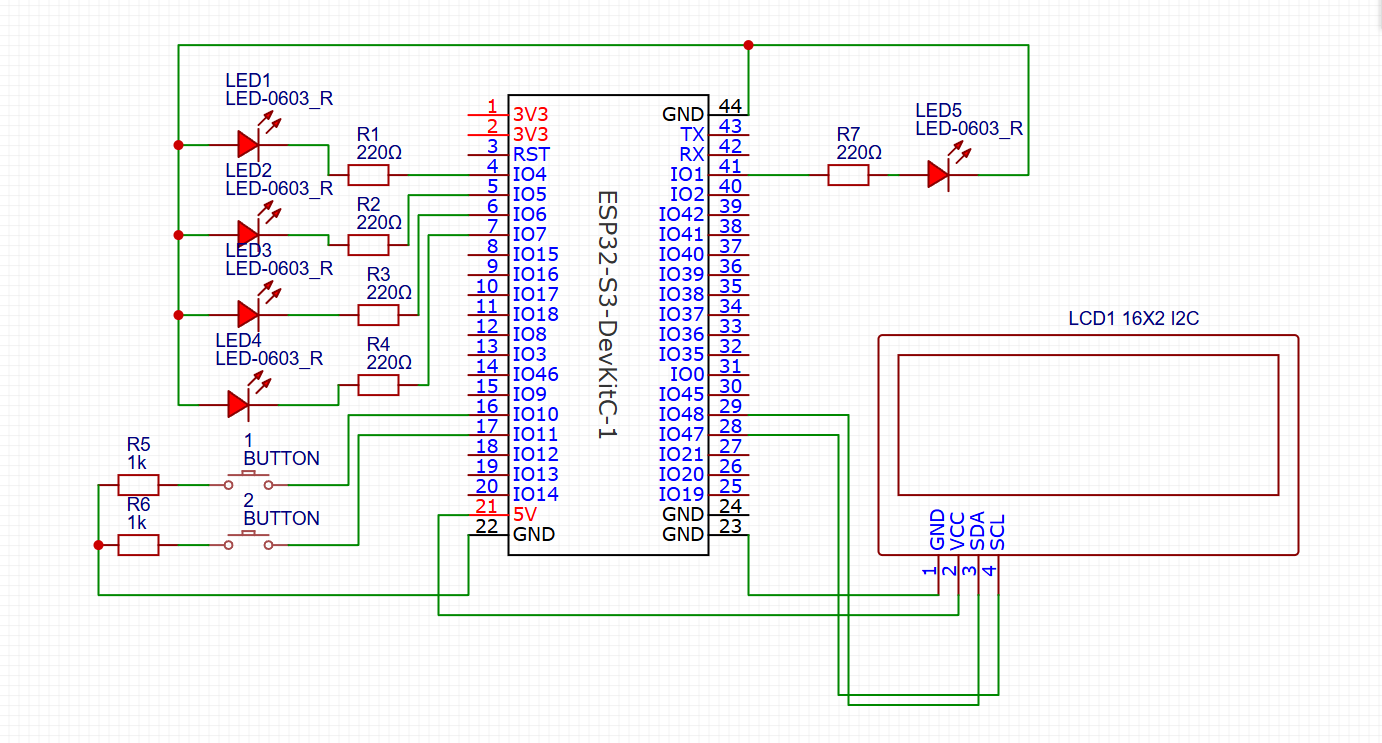 LED1
LED-0603_R
LED2
LED-0603_R
LED3
LED-0603_R
LED4
LED-0603_R
R1
220Ω
R2
220Ω
R3
220Ω
R4
220Ω
R5
1k
R6
1k
1
BUTTON
2
BUTTON
1 3V3
2 3V3
3 RST
4 IO4
5 IO5
6 IO6
7 IO7
8 IO15
9 IO16
10 IO17
11 IO18
12 IO8
13 IO3
14 IO46
15 IO9
16 IO10
17 IO11
18 IO12
19 IO13
20 IO14
21 5V
22 GND
ESP32-S3-DevKitC-1
GND 44
TX 43
RX 42
IO1 41
IO2 40
IO42 39
IO41 38
IO40 37
IO39 36
IO38 35
IO37 34
IO36 33
IO35 32
IO0 31
IO45 30
IO48 29
IO47 28
IO21 27
IO20 26
IO19 25
GND 24
GND 23
R7
220Ω
LED5
LED-0603_R
LCD1 16X2 I2C
GND 1
VCC 2
SDA 3
SCL 4